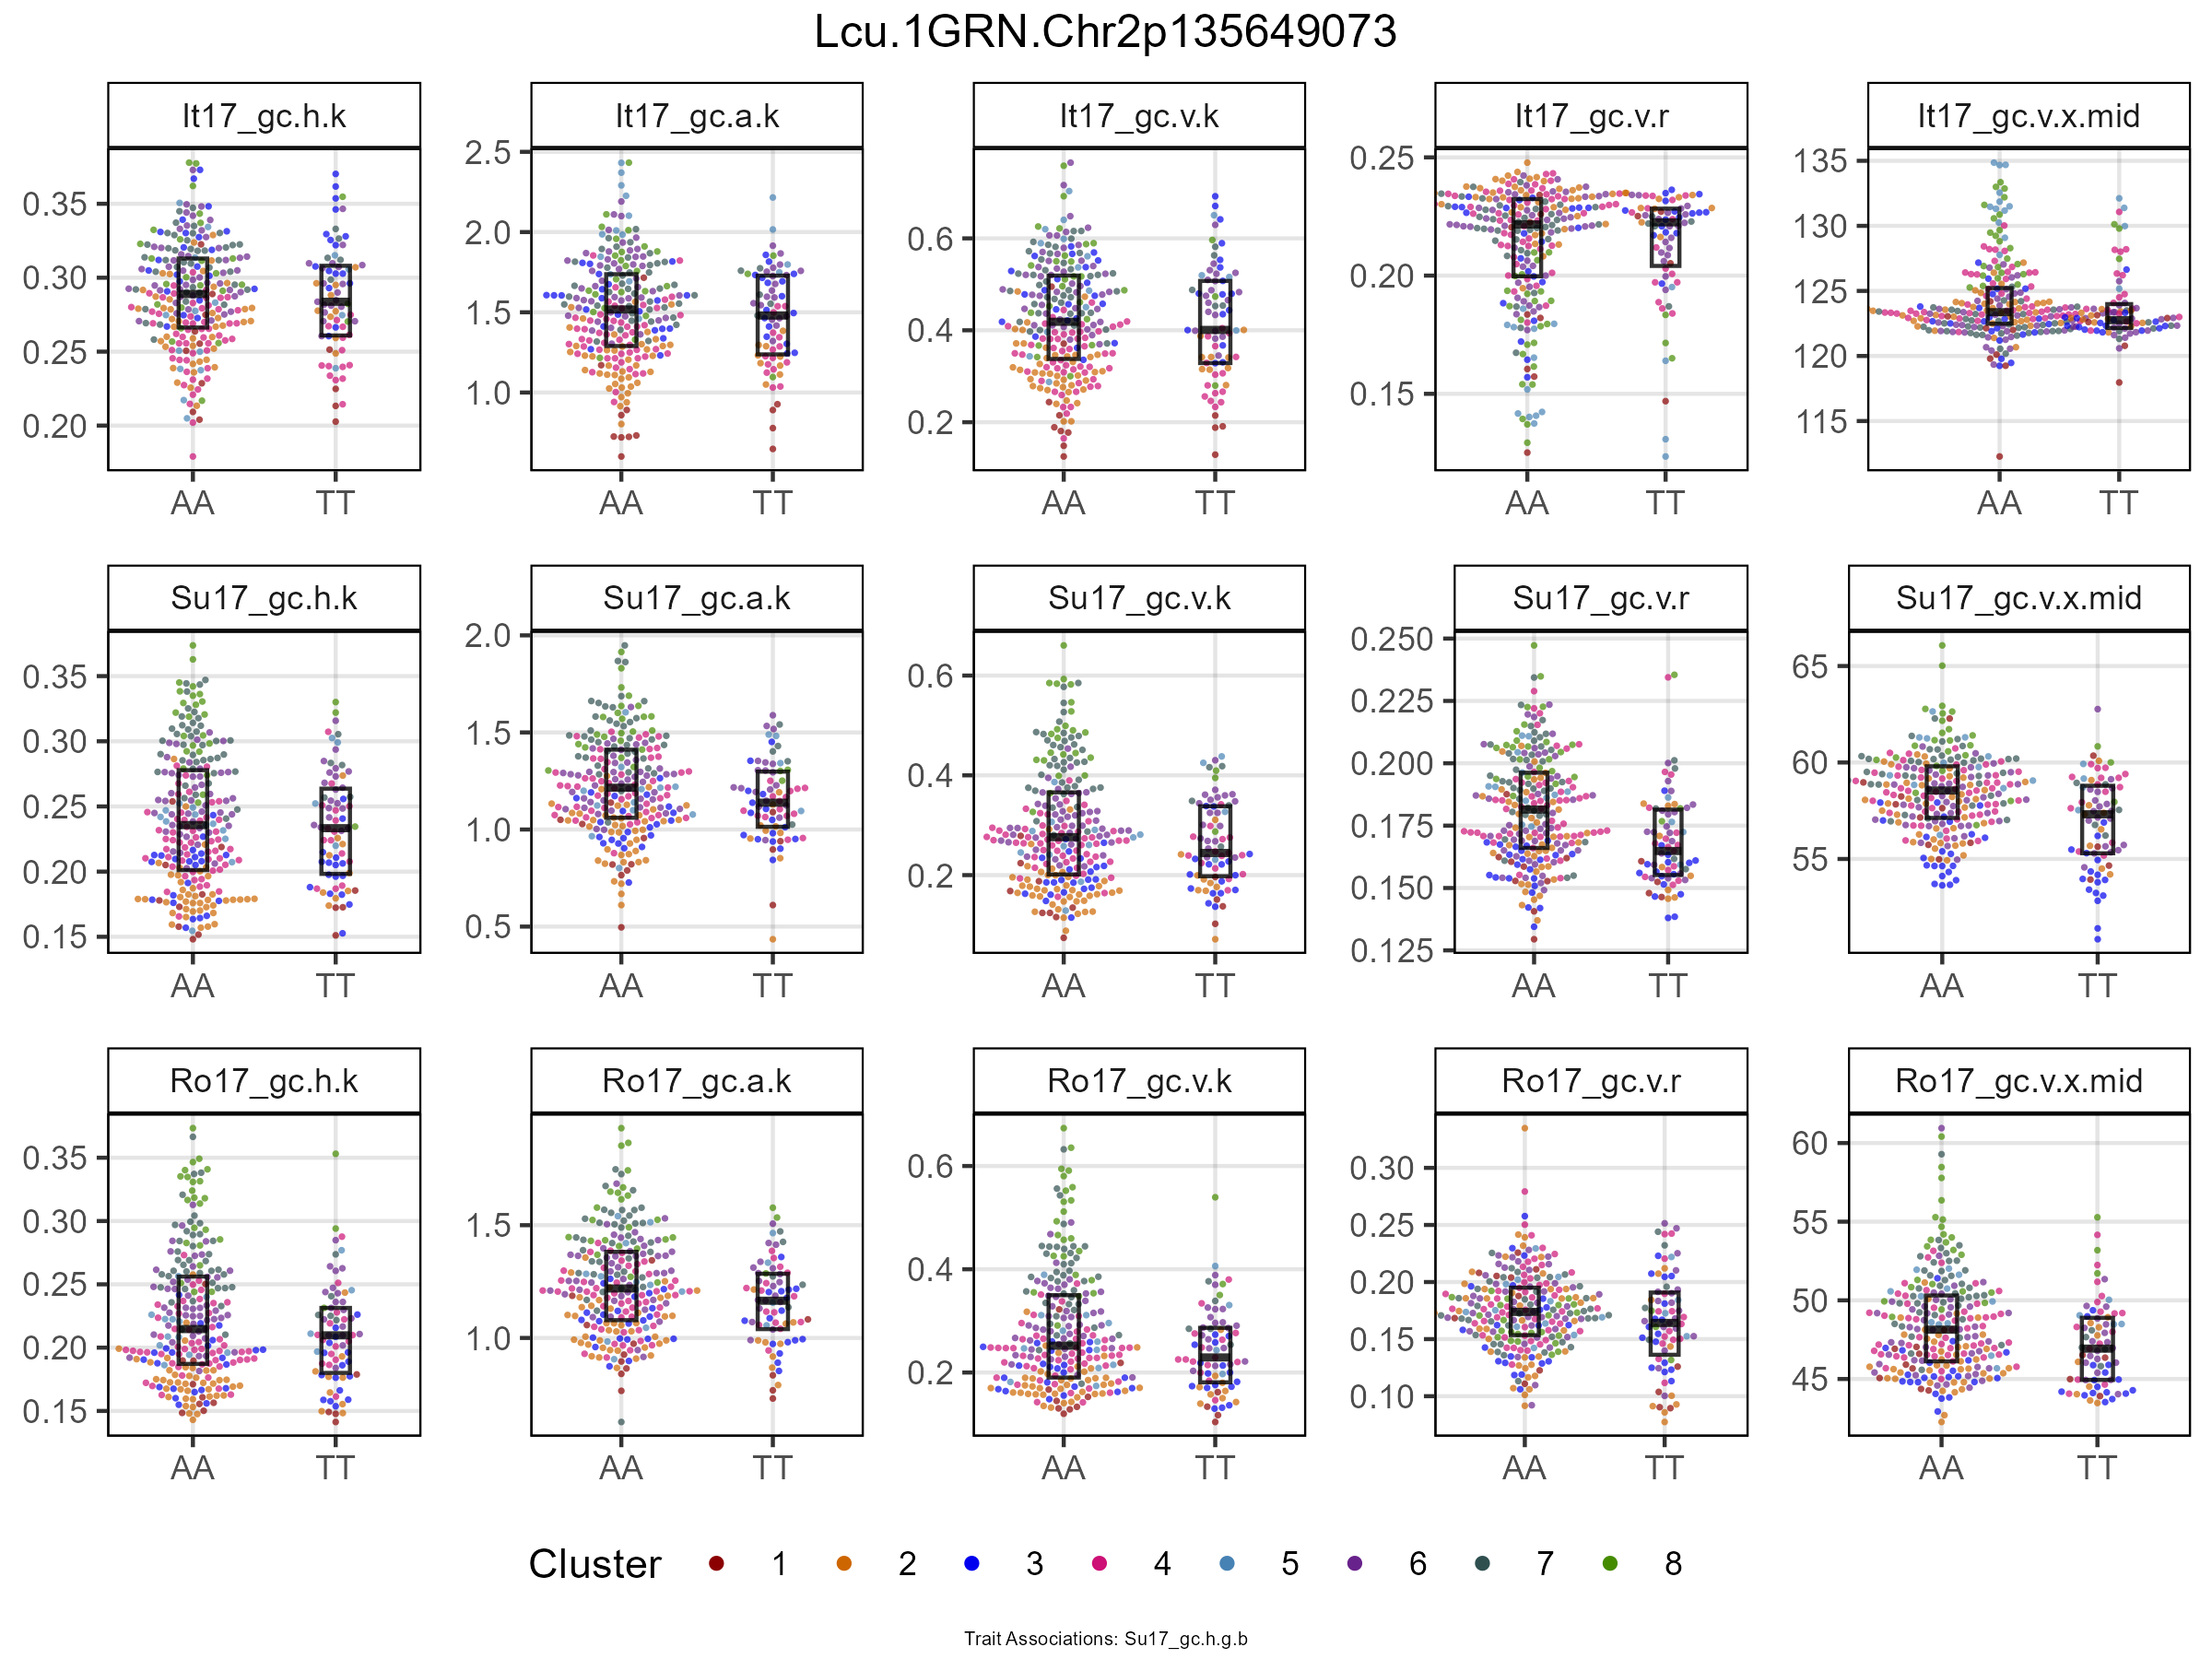 Lcu.1GRN.Chr2p135649073
It17_gc.h.k
It17_gc.a.k
It17_gc.v.k
It17_gc.v.r
It17_gc.v.x.mid
0.35
0.30
0.25
0.20
2.5
2.0
1.5
1.0
0.6
0.4
0.2
0.25
0.20
0.15
135
130
125
120
115
AA TT
AA TT
AA TT
AA TT
AA TT
Su17_gc.h.k
Su17_gc.a.k
Su17_gc.v.k
Su17_gc.v.r
Su17_gc.v.x.mid
0.35
0.30
0.25
0.20
0.15
2.0
1.5
1.0
0.5
0.6
0.4
0.2
0.250
0.225
0.200
0.175
0.150
0.125
65
60
55
AA TT
AA TT
AA TT
AA TT
AA TT
Ro17_gc.h.k
Ro17_gc.a.k
Ro17_gc.v.k
Ro17_gc.v.r
Ro17_gc.v.x.mid
0.35
0.30
0.25
0.20
0.15
1.5
1.0
0.6
0.4
0.2
0.30
0.25
0.20
0.15
0.10
60
55
50
45
AA TT
AA TT
AA TT
AA TT
AA TT
Cluster 1 2 3 4 5 6 7 8
Trait Associations: Su17_gc.h.g.b